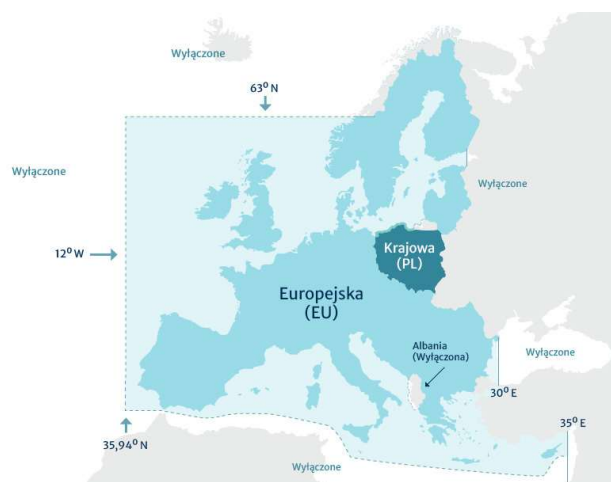 Wyłączone
63⁰ N
Wyłączone
Wyłączone
12⁰ W
Krajowa
(PL)
Europejska
(EU)
Albania
(Wyłączona)
Wyłączone
30⁰ E
35⁰ E
35,94⁰ N
Wyłączone